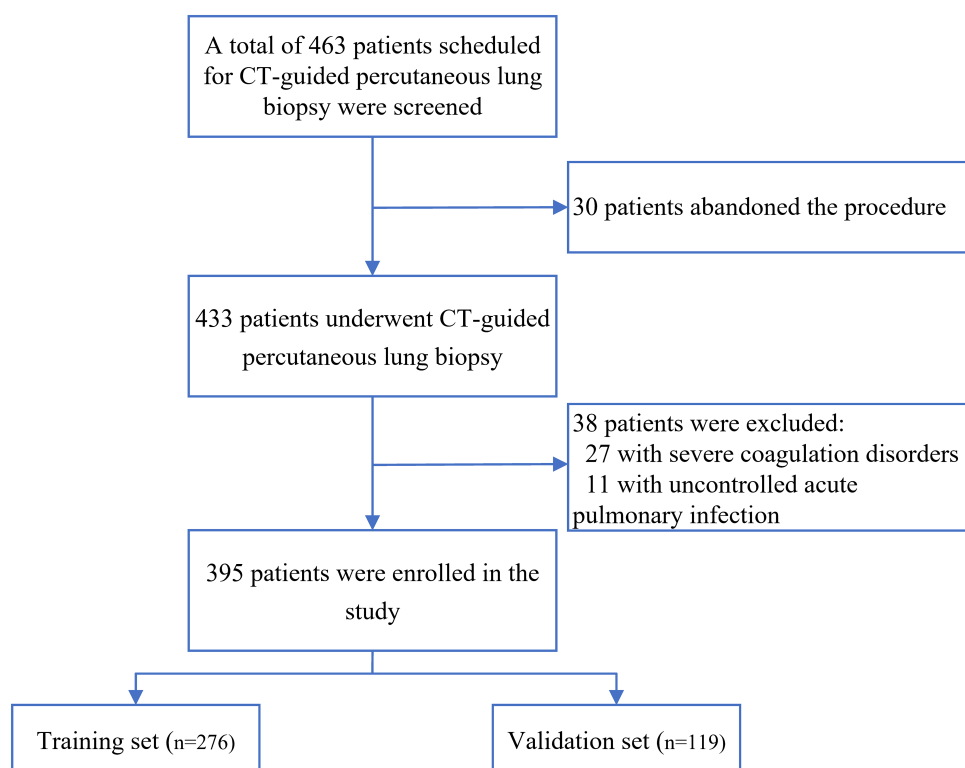 A total of 463 patients scheduled
for CT-guided percutaneous lung
biopsy were screened
30 patients abandoned the procedure
433 patients underwent CT-guided
percutaneous lung biopsy
38 patients were excluded:
27 with severe coagulation disorders
11 with uncontrolled acute
pulmonary infection
395 patients were enrolled in the
study
Training set (n=276)
Validation set (n=119)